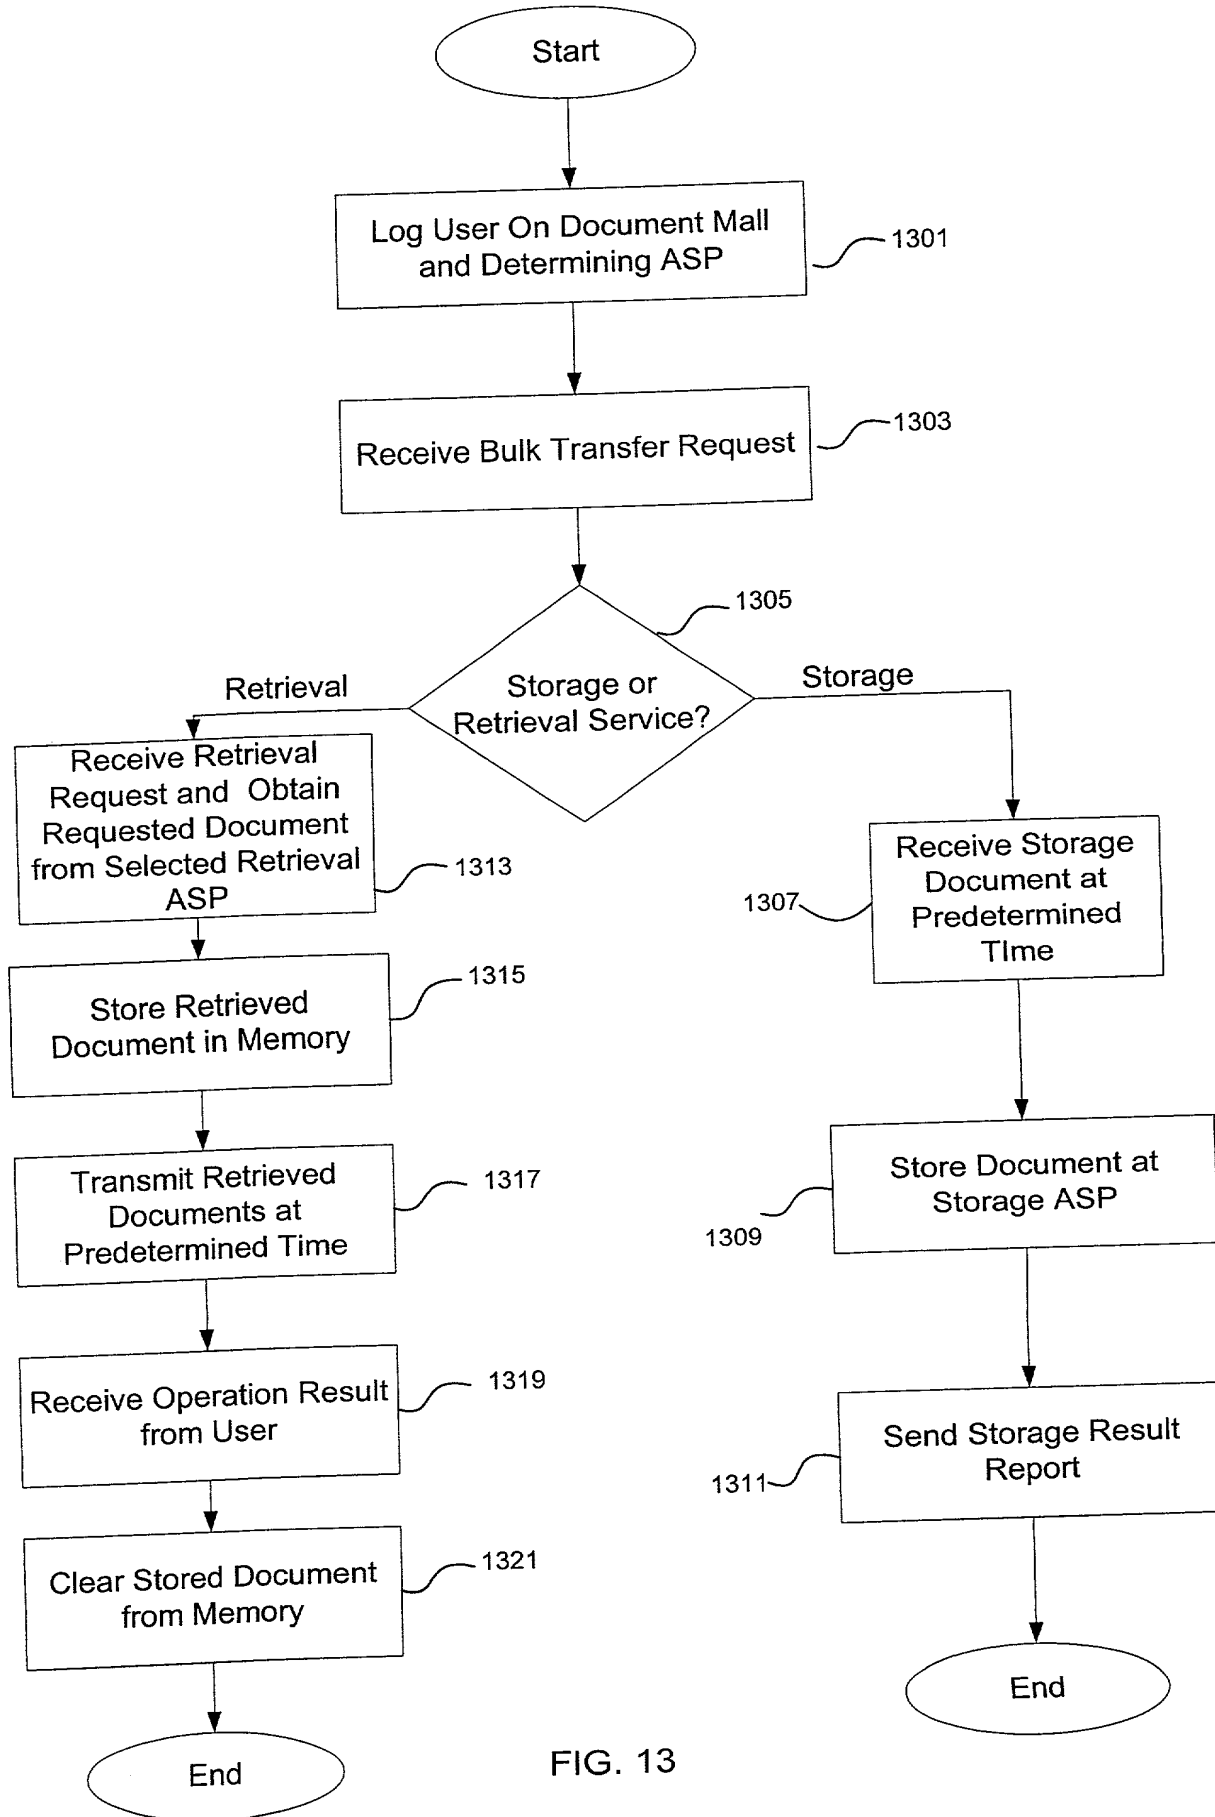 Start
Log User On Document Mall
and Determining ASP
1301
Receive Bulk Transfer Request
1303
1305
Storage or
Retrieval Service?
Retrieval
Storage
Receive Retrieval
Request and Obtain
Requested Document
from Selected Retrieval
ASP
1313
Store Retrieved
Document in Memory
1315
Transmit Retrieved
Documents at
Predetermined Time
1317
Receive Operation Result
from User
1319
Clear Stored Document
from Memory
1321
End
Receive Storage
Document at
Predetermined
TIme
1307
Store Document at
Storage ASP
1309
Send Storage Result
Report
1311
End
FIG. 13